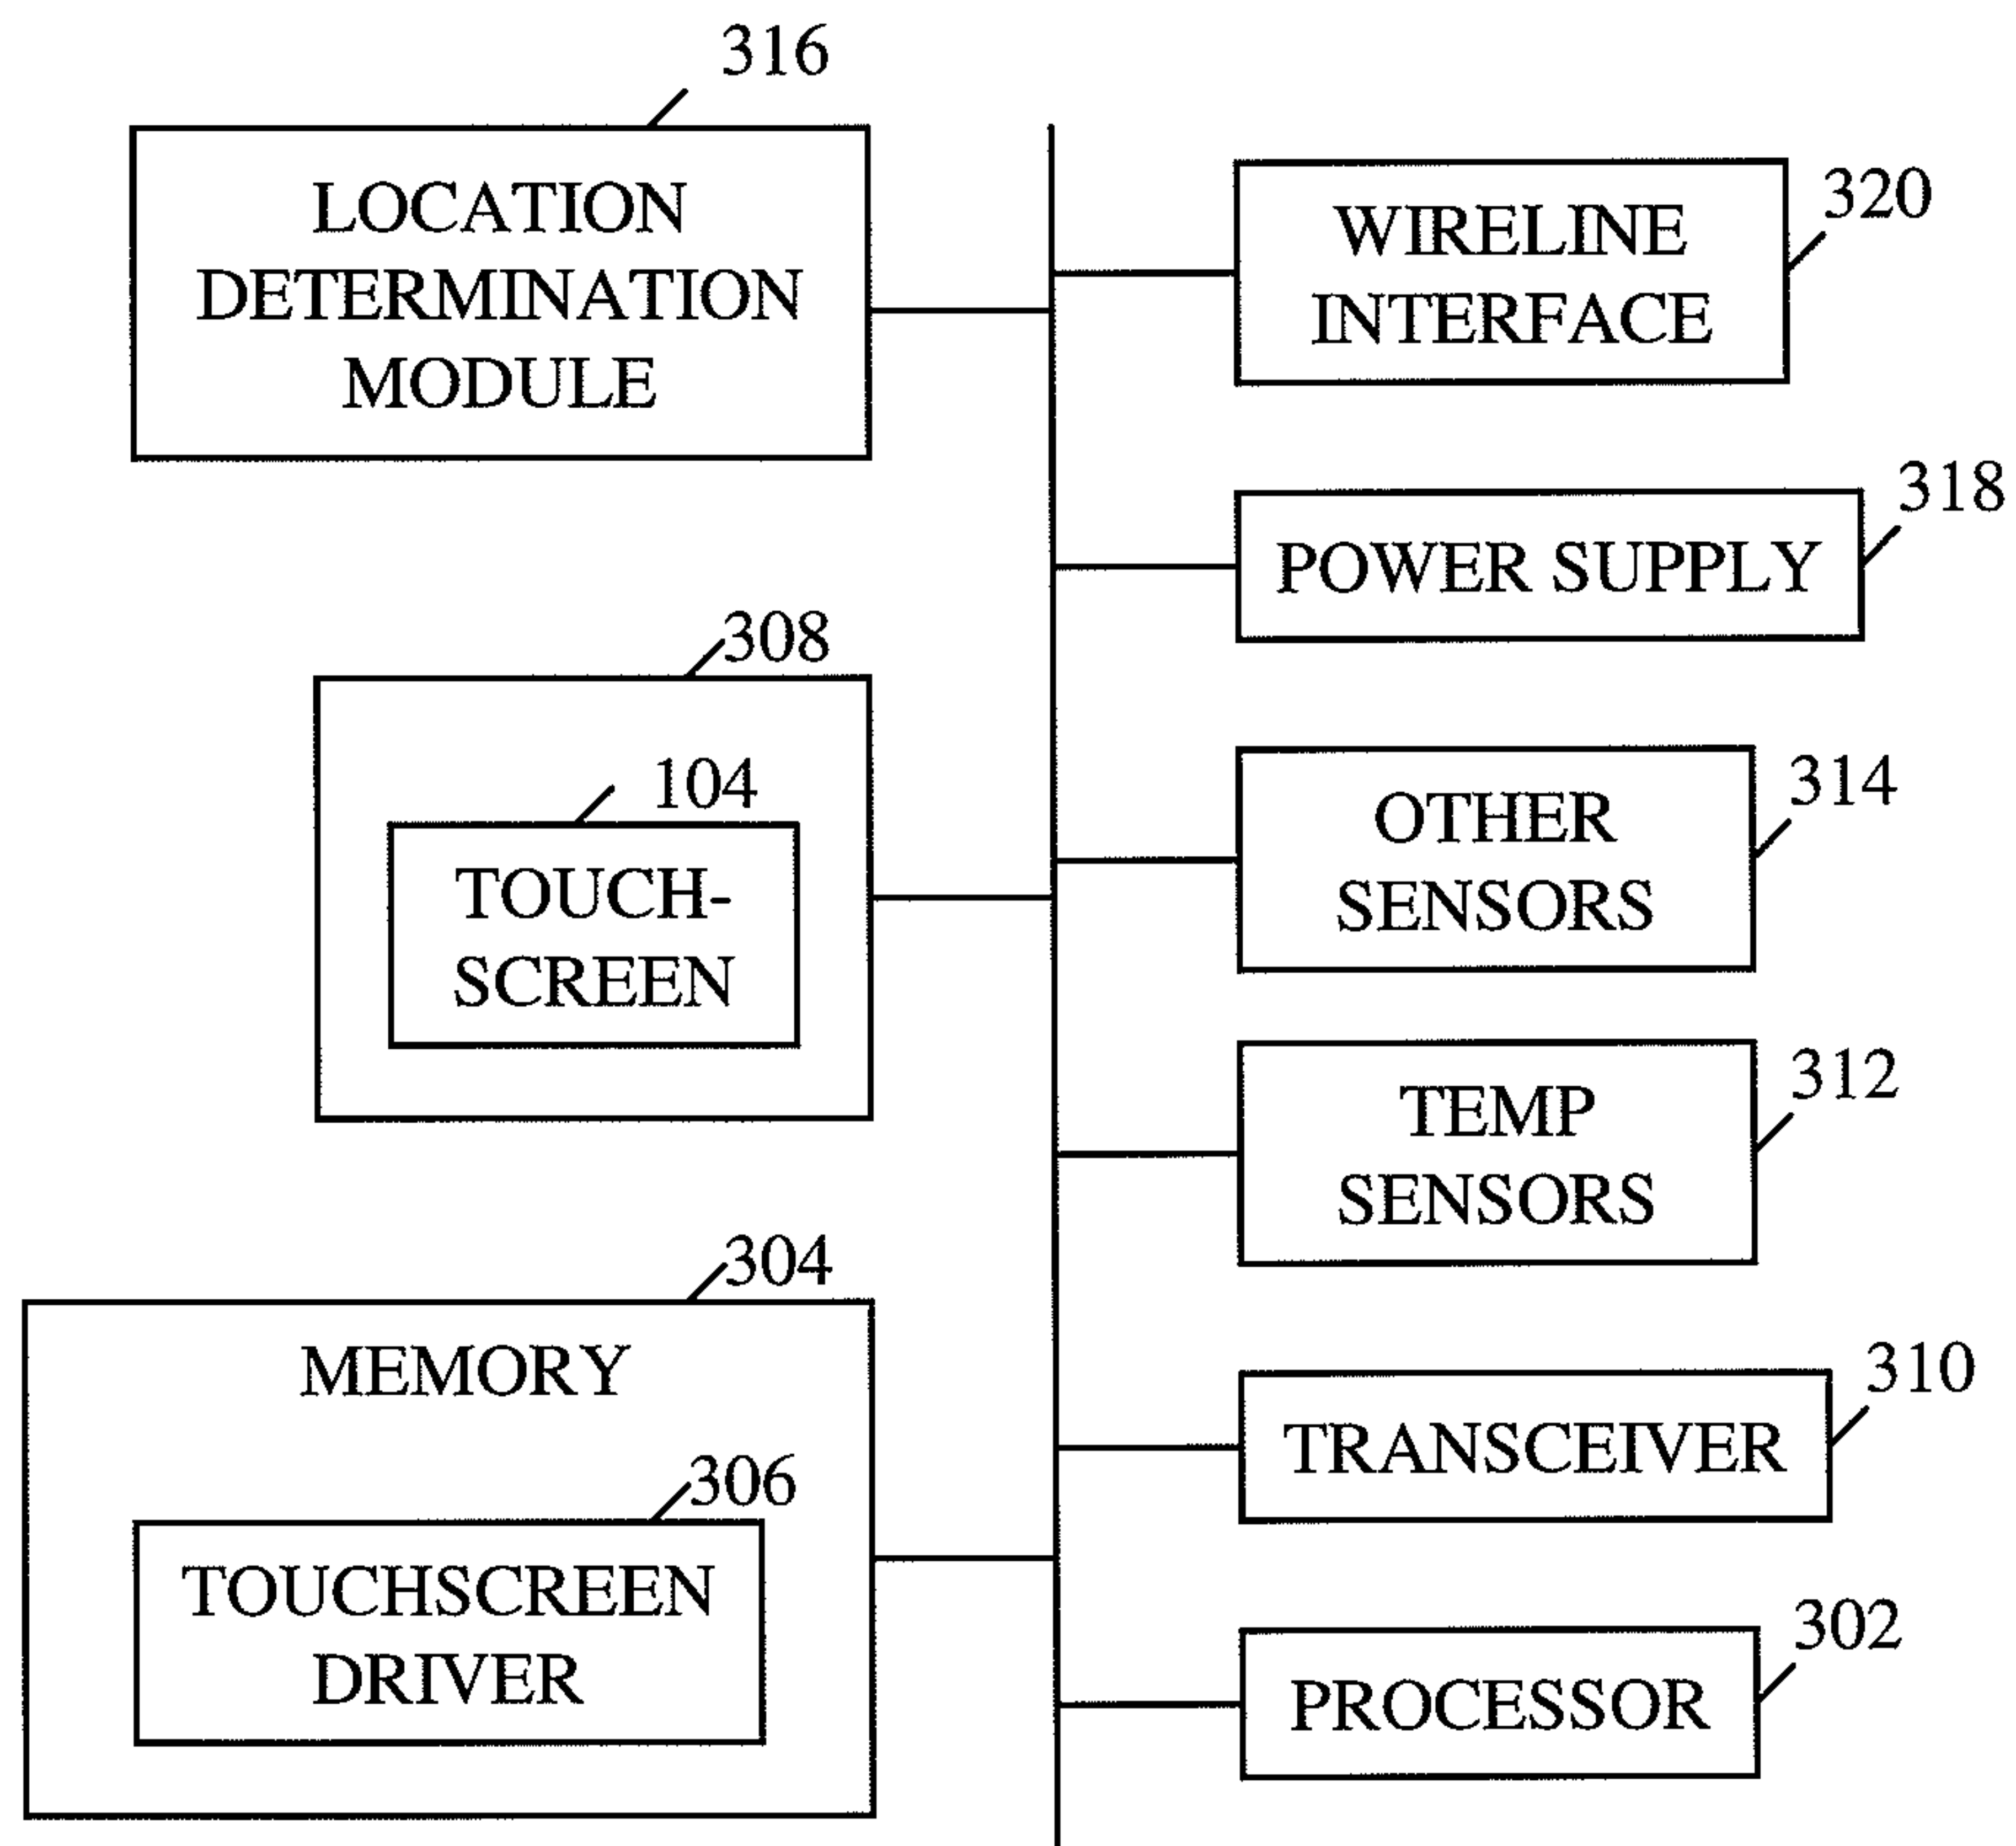 316
LOCATION
DETERMINATION
MODULE
308
104
TOUCH-
SCREEN
304
MEMORY
306
TOUCHSCREEN
DRIVER
320
WIRELINE
INTERFACE
318
POWER SUPPLY
314
OTHER
SENSORS
312
TEMP
SENSORS
310
TRANSCEIVER
302
PROCESSOR